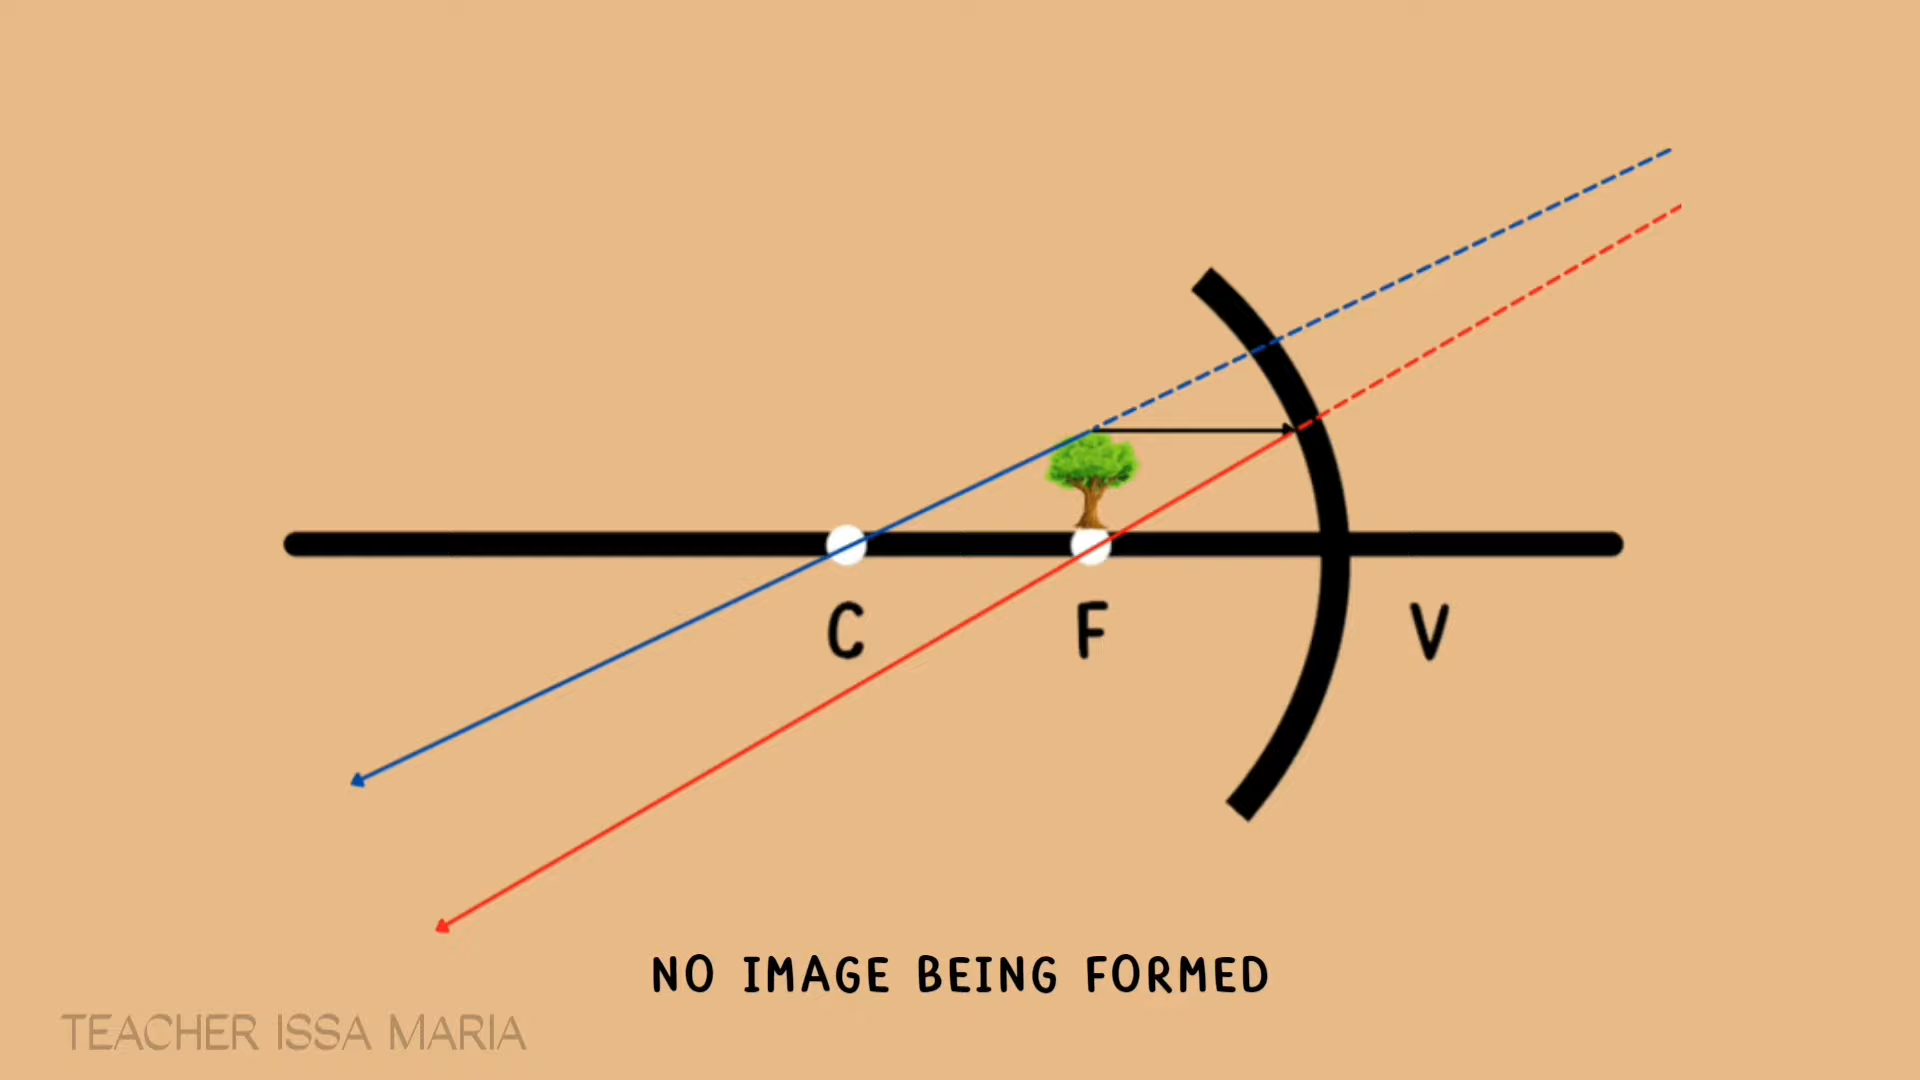 C F V
NO IMAGE BEING FORMED
TEACHER ISSA MARIA